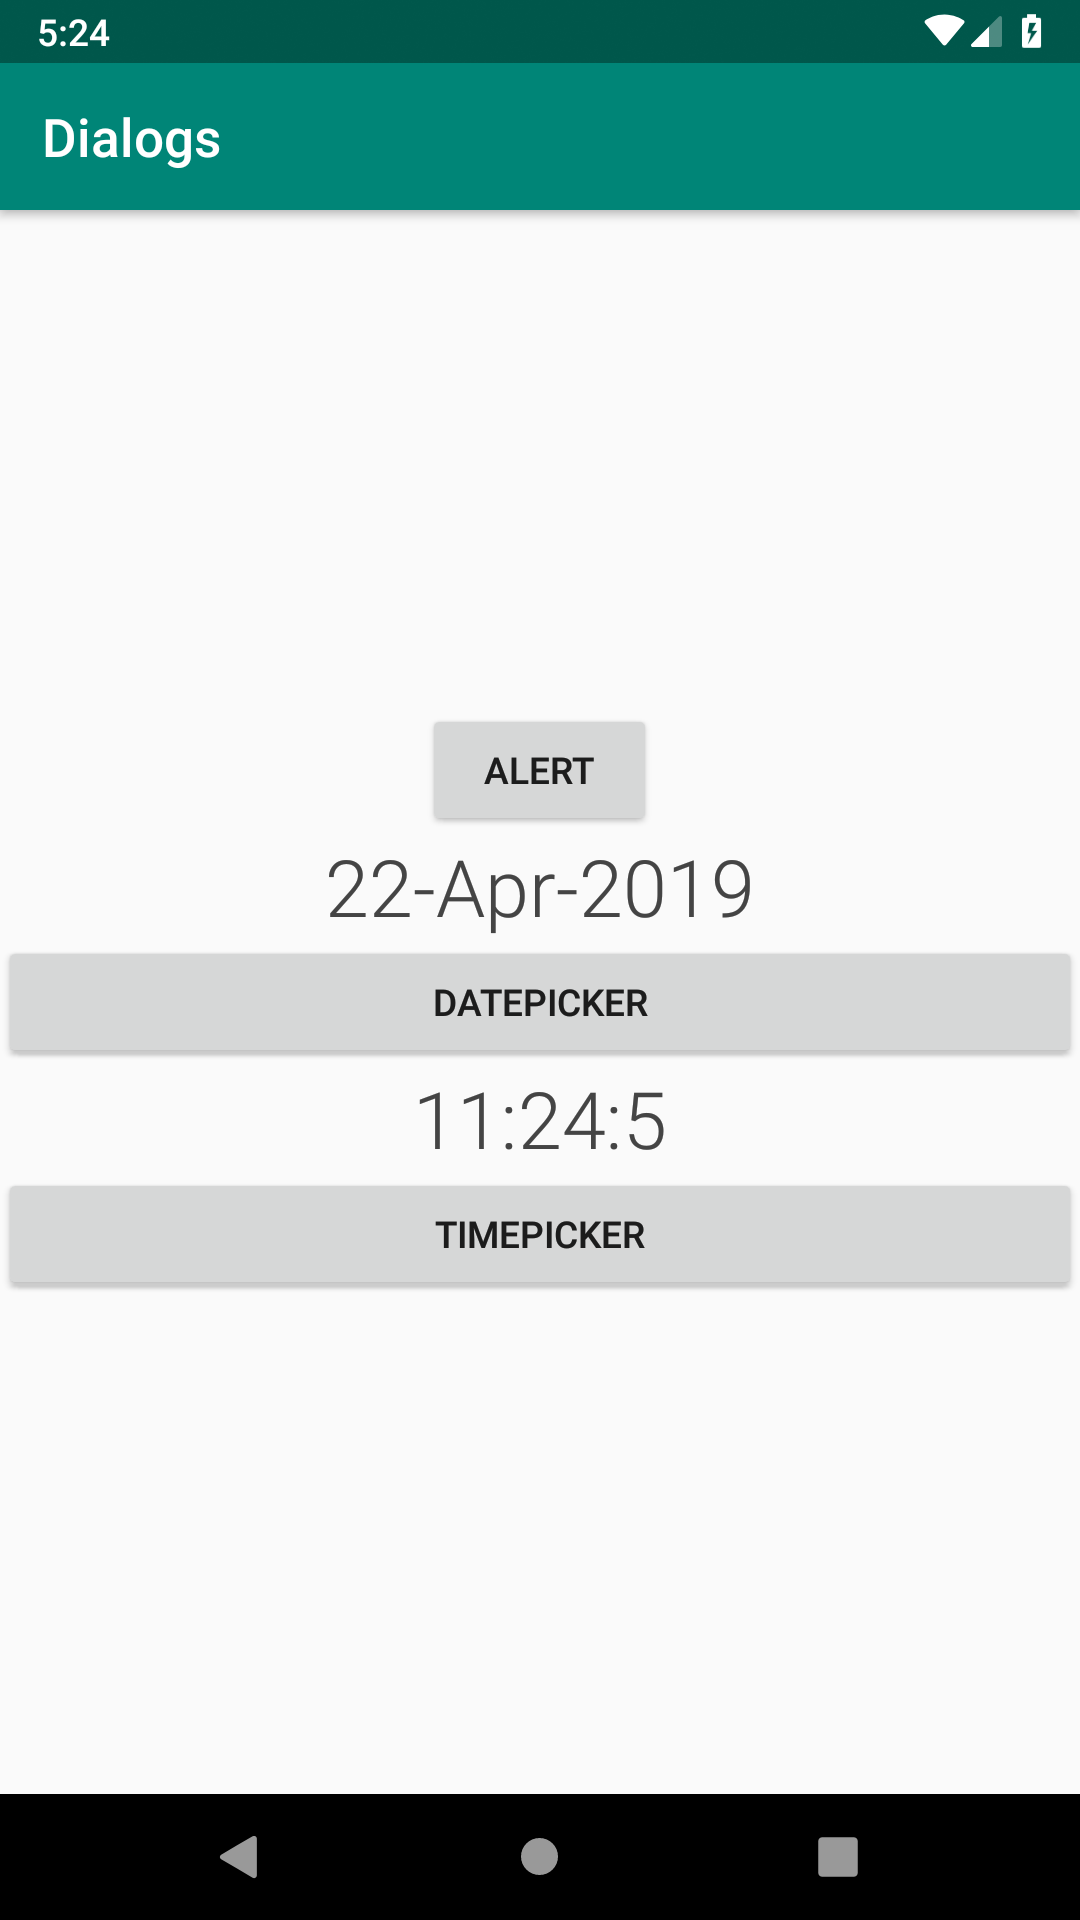 5:24
Dialogs
ALERT
22-Apr-2019
DATEPICKER
11:24:5
TIMEPICKER